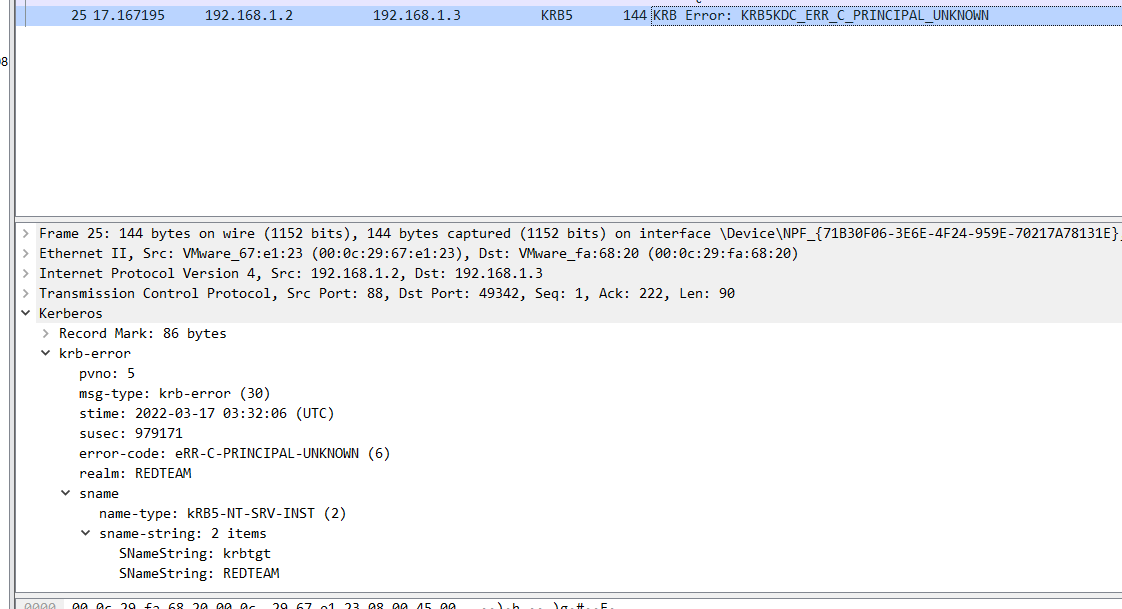 25 17.167195 192.168.1.2 192.168.1.3 KRB5 144 KRB Error: KRB5KDC_ERR_C_PRINCIPAL_UNKNOWN
Frame 25: 144 bytes on wire (1152 bits), 144 bytes captured (1152 bits) on interface \Device\NPF_{71B30F06-3E6E-4F24-959E-70217A78131E}
Ethernet II, Src: VMware_67:e1:23 (00:0c:29:67:e1:23), Dst: VMware_fa:68:20 (00:0c:29:fa:68:20)
Internet Protocol Version 4, Src: 192.168.1.2, Dst: 192.168.1.3
Transmission Control Protocol, Src Port: 88, Dst Port: 49342, Seq: 1, Ack: 222, Len: 90
Kerberos
Record Mark: 86 bytes
krb-error
pvno: 5
msg-type: krb-error (30)
stime: 2022-03-17 03:32:06 (UTC)
susec: 979171
error-code: eRR-C-PRINCIPAL-UNKNOWN (6)
realm: REDTEAM
sname
name-type: kRB5-NT-SRV-INST (2)
sname-string: 2 items
SNameString: krbtgt
SNameString: REDTEAM
0000 00 0c 29 fa 68 20 00 0c 29 67 e1 23 08 00 45 00